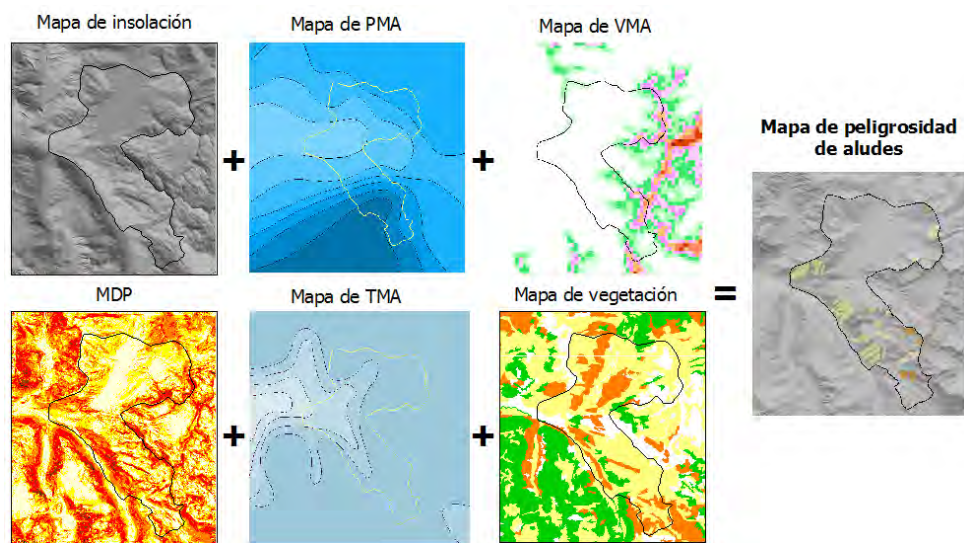 Mapa de insolación
Mapa de PMA
Mapa de VMA
+
+
Mapa de peligrosidad
de aludes
=
MDP
Mapa de TMA
Mapa de vegetación
+
+